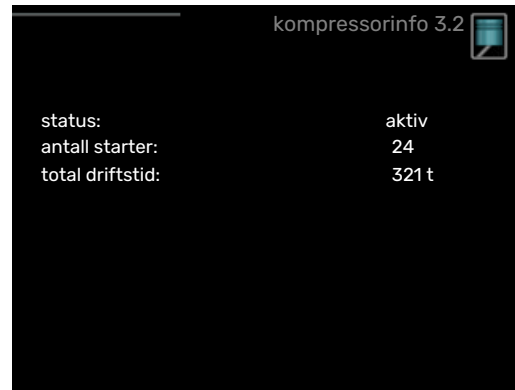 kompressorinfo 3.2
status: aktiv
antall starter: 24
total driftstid: 321 t